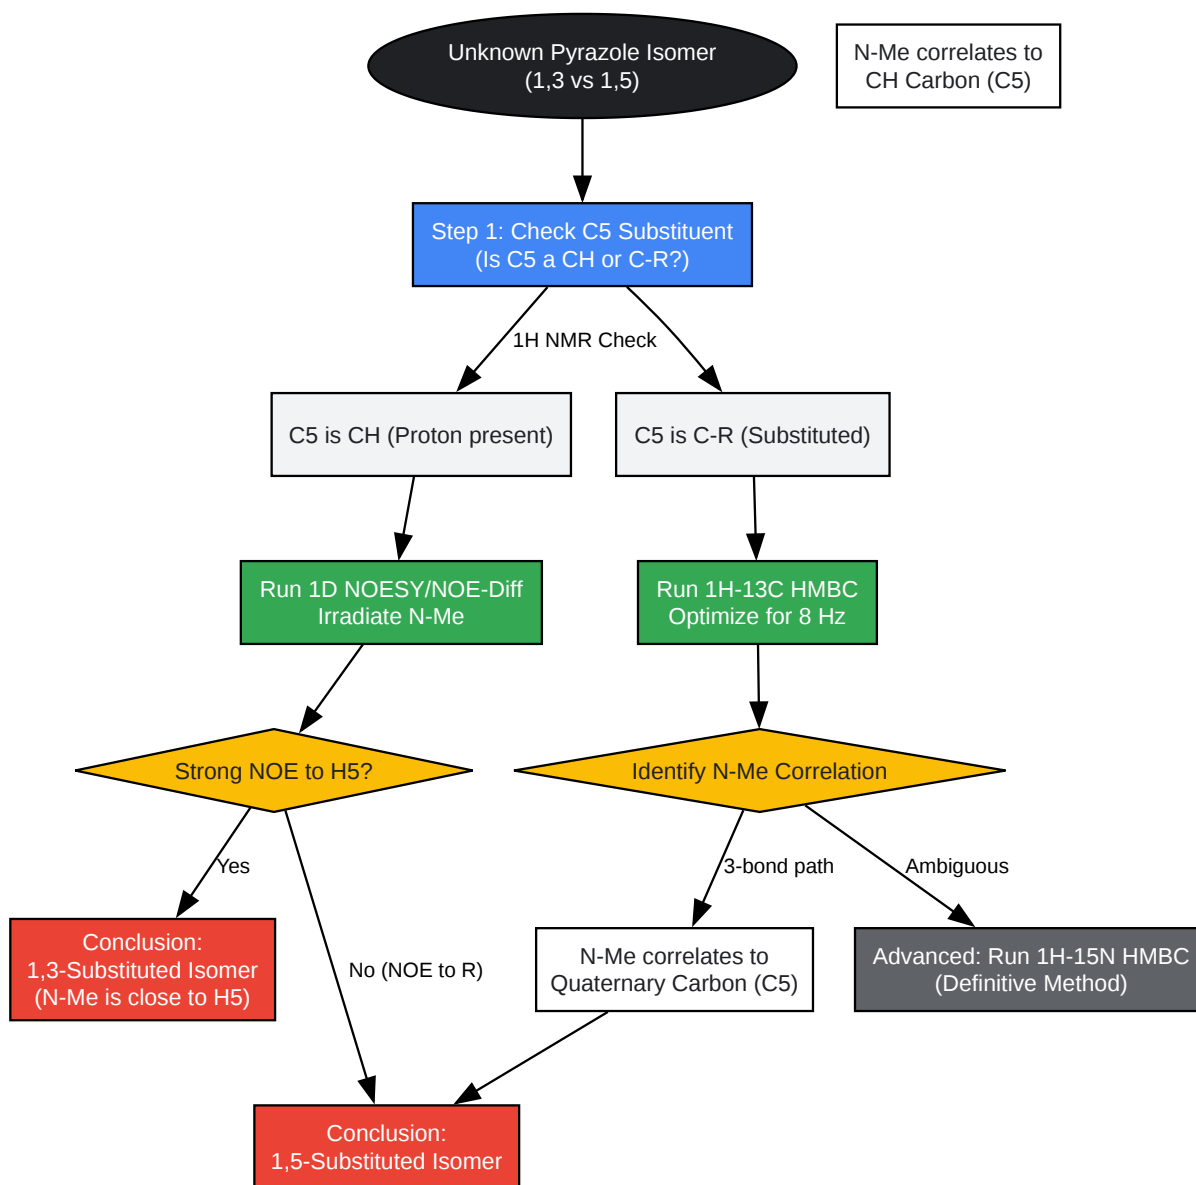 Unknown Pyrazole Isomer
(1,3 vs 1,5)
N-Me correlates to
CH Carbon (C5)
Step 1: Check C5 Substituent
(Is C5 a CH or C-R?)
1H NMR Check
C5 is CH (Proton present)
C5 is C-R (Substituted)
Run 1D NOESY/NOE-Diff
Irradiate N-Me
Run 1H-13C HMBC
Optimize for 8 Hz
Strong NOE to H5?
Identify N-Me Correlation
Yes
3-bond path
Ambiguous
Conclusion:
1,3-Substituted Isomer
(N-Me is close to H5)
No (NOE to R)
N-Me correlates to
Quaternary Carbon (C5)
Advanced: Run 1H-15N HMBC
(Definitive Method)
Conclusion:
1,5-Substituted Isomer